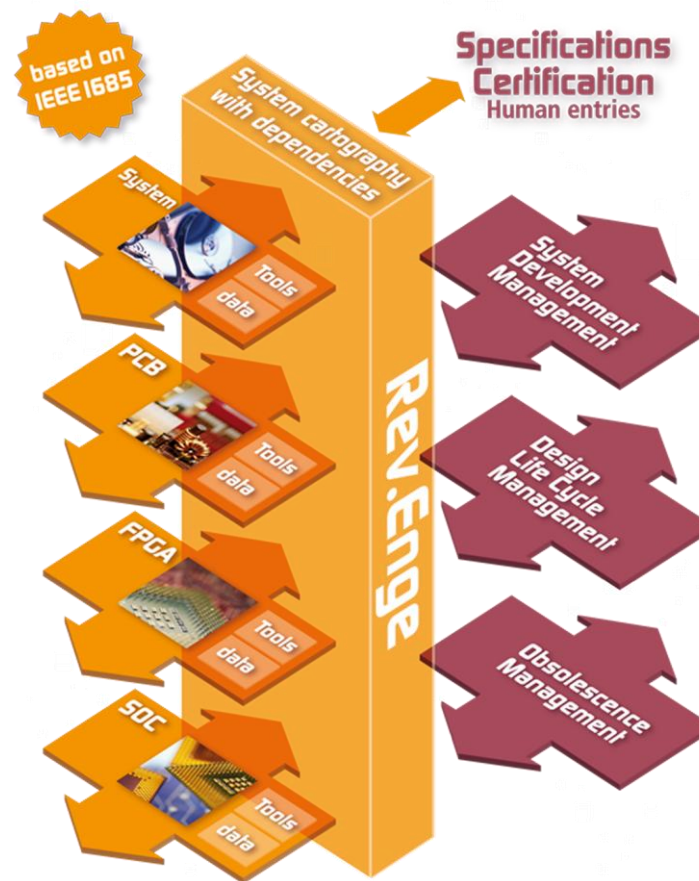 based on
IEEE 1685
Specifications
Certification
Human entries
System cartography
with dependencies
System
Tools
data
PCB
Tools
data
FPGA
Tools
data
SOC
Tools
data
Rev.Enge
System
Development
Management
Design
Life Cycle
Management
Obsolescence
Management